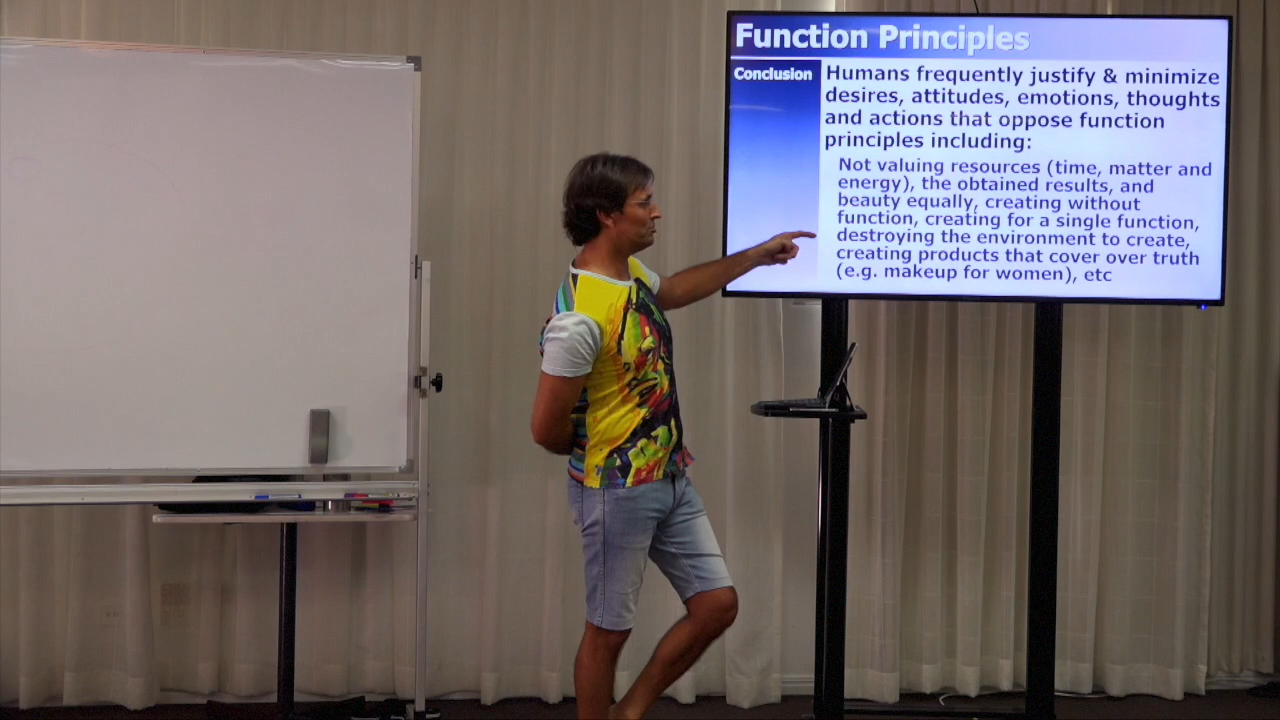 Function Principles
Conclusion
Humans frequently justify & minimize
desires, attitudes, emotions, thoughts
and actions that oppose function
principles including:
Not valuing resources (time, matter and
energy), the obtained results, and
beauty equally, creating without
function, creating for a single function,
destroying the environment to create,
creating products that cover over truth
(e.g. makeup for women), etc